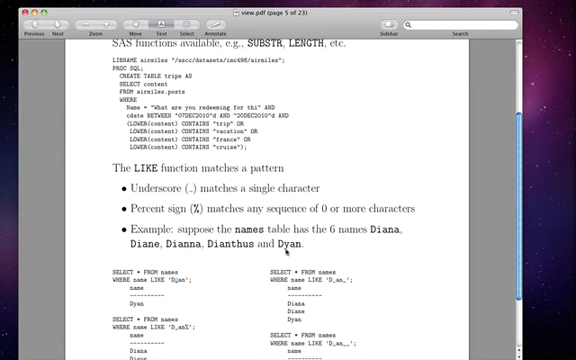 view.pdf (page 5 of 23)
Previous Next Zoom Move Text Select Annotate Sidebar Search
SAS functions available, e.g., SUBSTR, LENGTH, etc.
LIBNAME airmiles "/nscc/datasets/imc498/airmiles";
PROC SQL;
CREATE TABLE trips AS
SELECT content
FROM airmiles.posts
WHERE
Name = "What are you redeeming for thi" AND
cdate BETWEEN "07DEC2010"d AND "20DEC2010"d AND
(LOWER(content) CONTAINS "trip" OR
LOWER(content) CONTAINS "vacation" OR
LOWER(content) CONTAINS "france" OR
LOWER(content) CONTAINS "cruise");
The LIKE function matches a pattern
• Underscore (_) matches a single character
• Percent sign (%) matches any sequence of 0 or more characters
• Example: suppose the names table has the 6 names Diana,
Diane, Dianna, Dianthus and Dyan.
SELECT * FROM names
WHERE name LIKE 'D_an';
name
----------
Dyan
SELECT * FROM names
WHERE name LIKE 'D_an%';
name
----------
Diana
SELECT * FROM names
WHERE name LIKE 'D_an_';
name
----------
Diana
Diane
Dyan
SELECT * FROM names
WHERE name LIKE 'D_an__';
name
----------